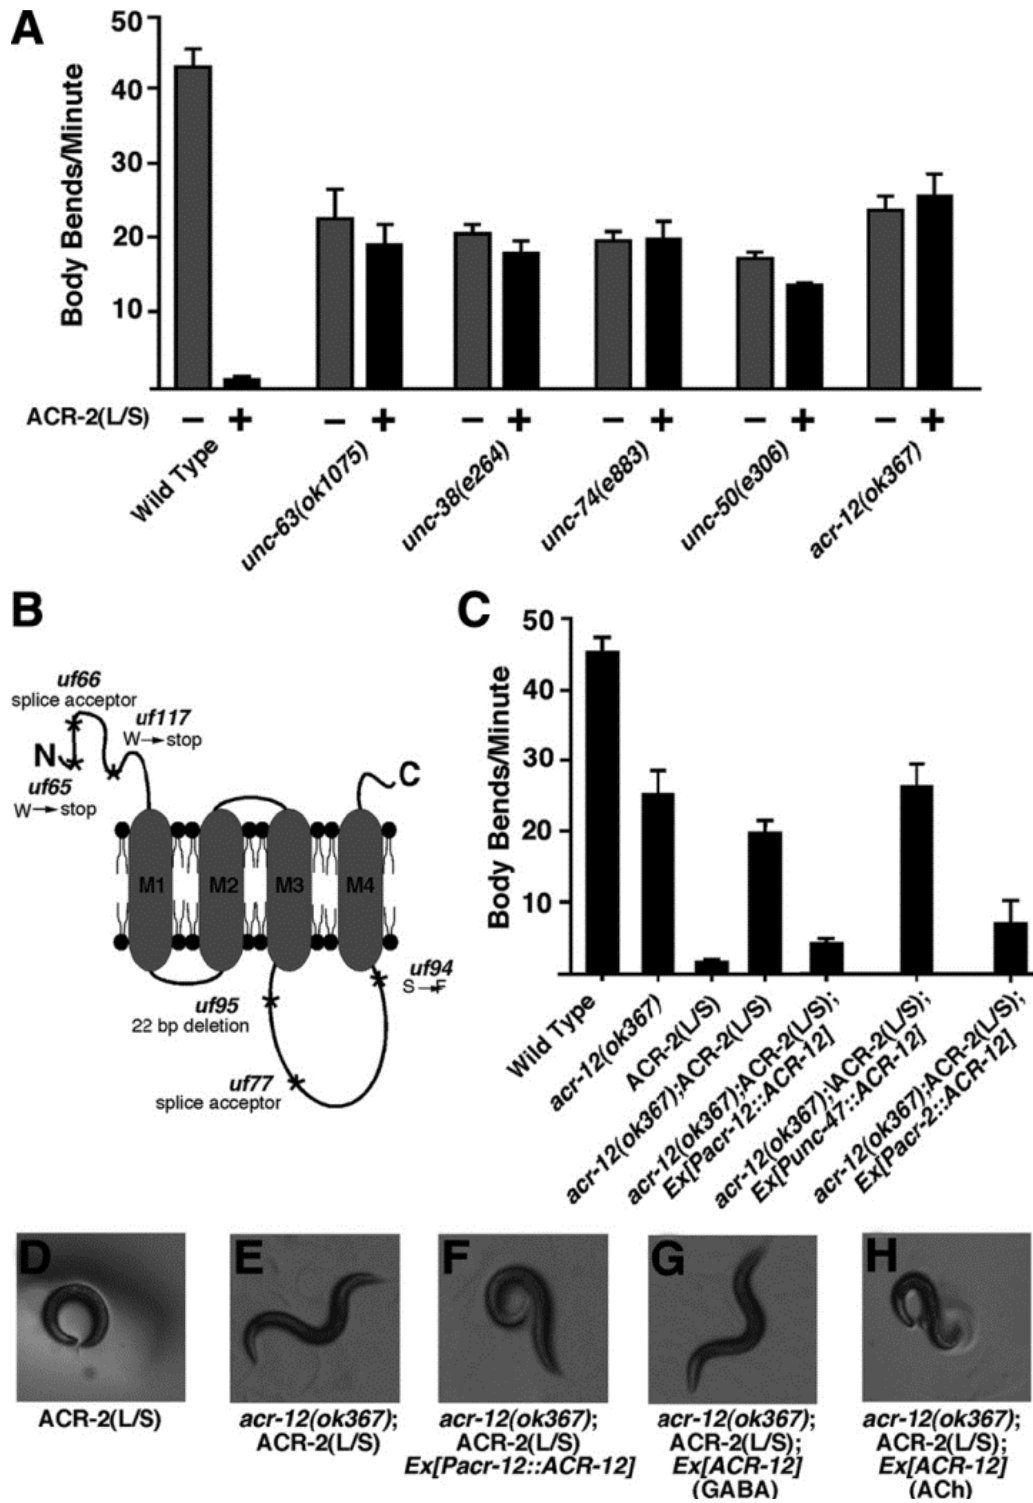 A
Body Bends/Minute
50
40
30
20
10
ACR-2(L/S)
− + − + − + − + − + − +
Wild Type
unc-63(ok1075)
unc-38(e264)
unc-74(e883)
unc-50(e306)
acr-12(ok367)
B
uf66
splice acceptor
uf117
W→stop
N
uf65
W→stop
C
M1
M2
M3
M4
uf94
S→F
uf95
22 bp deletion
uf77
splice acceptor
C
Body Bends/Minute
50
40
30
20
10
Wild Type
acr-12(ok367)
ACR-2(L/S)
acr-12(ok367);ACR-2(L/S)
acr-12(ok367);ACR-2(L/S);
Ex[Pacr-12::ACR-12]
acr-12(ok367);\ACR-2(L/S);
Ex[Punc-47::ACR-12]
acr-12(ok367);ACR-2(L/S);
Ex[Pacr-2::ACR-12]
D
ACR-2(L/S)
E
acr-12(ok367);
ACR-2(L/S)
F
acr-12(ok367);
ACR-2(L/S)
Ex[Pacr-12::ACR-12]
G
acr-12(ok367);
ACR-2(L/S);
Ex[ACR-12]
(GABA)
H
acr-12(ok367);
ACR-2(L/S);
Ex[ACR-12]
(ACh)